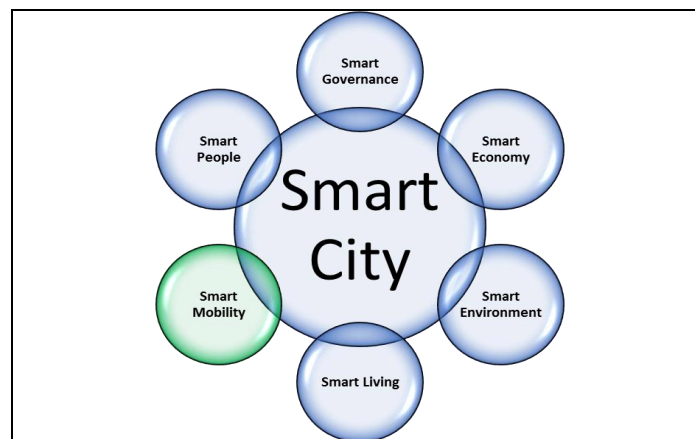 Smart
Governance
Smart
People
Smart
Economy
Smart
City
Smart
Mobility
Smart
Environment
Smart Living